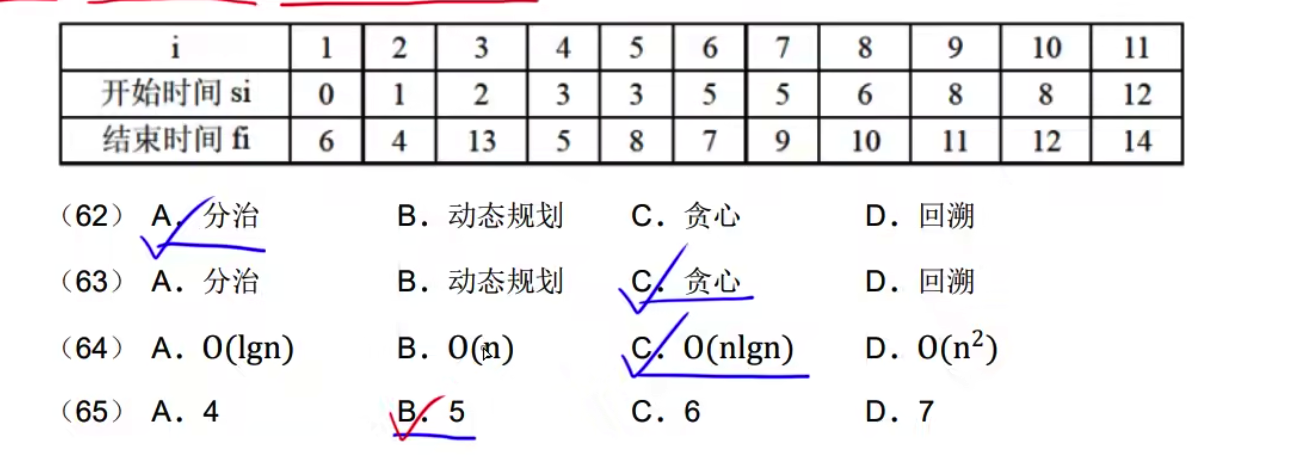 i 1 2 3 4 5 6 7 8 9 10 11
开始时间 si 0 1 2 3 3 5 5 6 8 8 12
结束时间 fi 6 4 13 5 8 7 9 10 11 12 14
（62） A．分治 B．动态规划 C．贪心 D．回溯
（63） A．分治 B．动态规划 C．贪心 D．回溯
（64） A．O(lgn) B．O(n) C．O(nlgn) D．O(n²)
（65） A．4 B．5 C．6 D．7